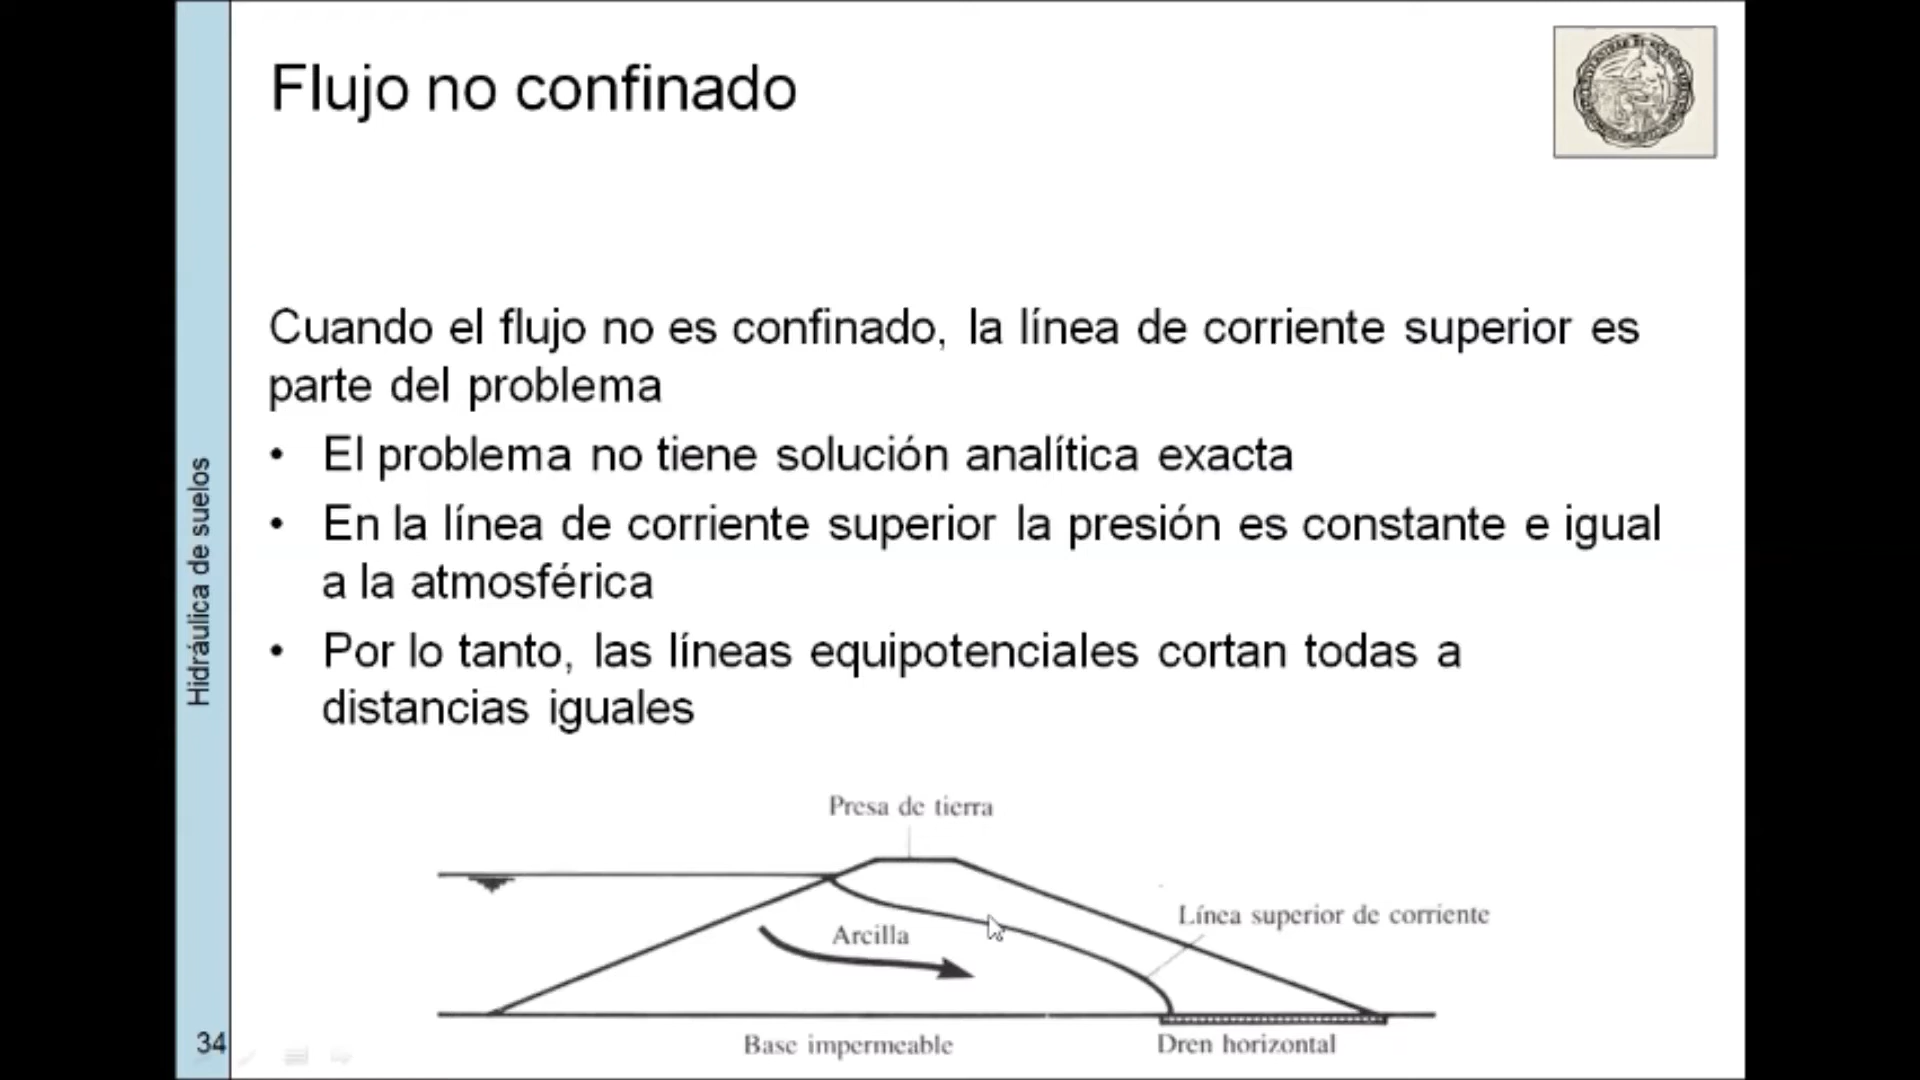 Flujo no confinado
Cuando el flujo no es confinado, la línea de corriente superior es
parte del problema
• El problema no tiene solución analítica exacta
• En la línea de corriente superior la presión es constante e igual
a la atmosférica
• Por lo tanto, las líneas equipotenciales cortan todas a
distancias iguales
Hidráulica de suelos
Presa de tierra
Línea superior de corriente
Arcilla
Base impermeable
Dren horizontal
34